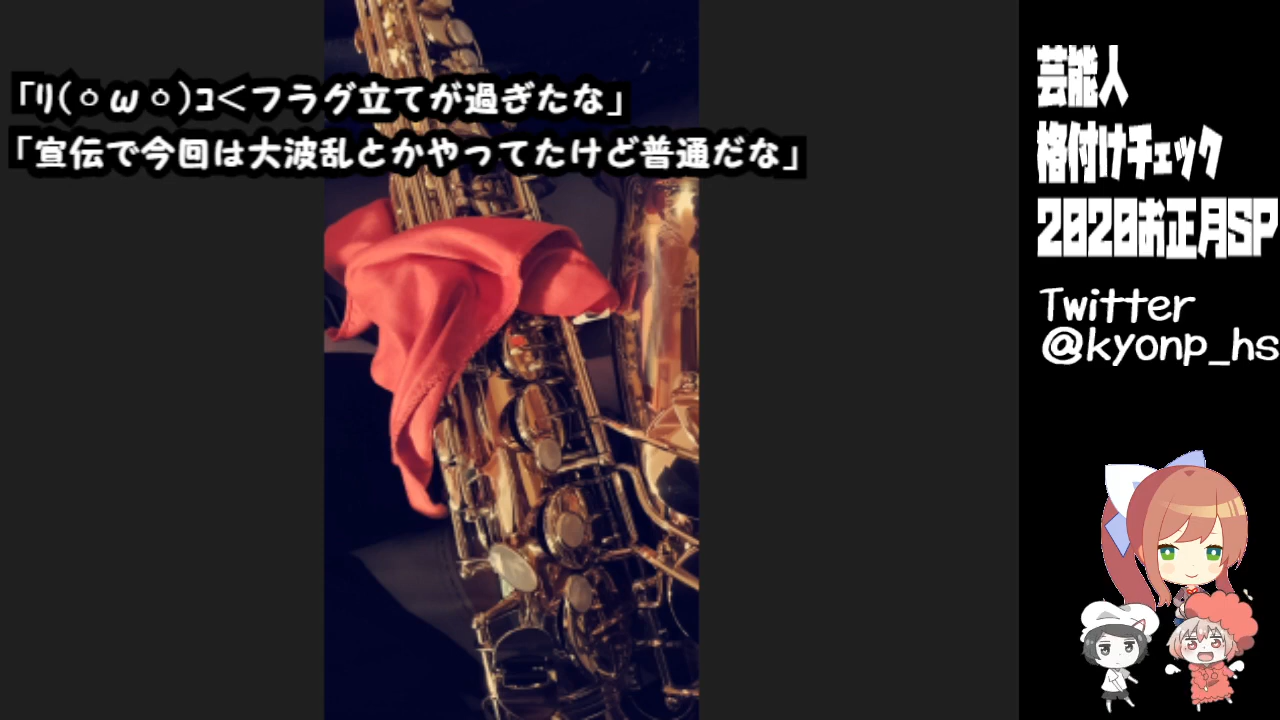 「リ(ㆁωㆁ)コ＜フラグ立てが過ぎたな」
「宣伝で今回は大波乱とかやってたけど普通だな」
芸能人
格付けチェック
2020お正月SP
Twitter
@kyonp_hs